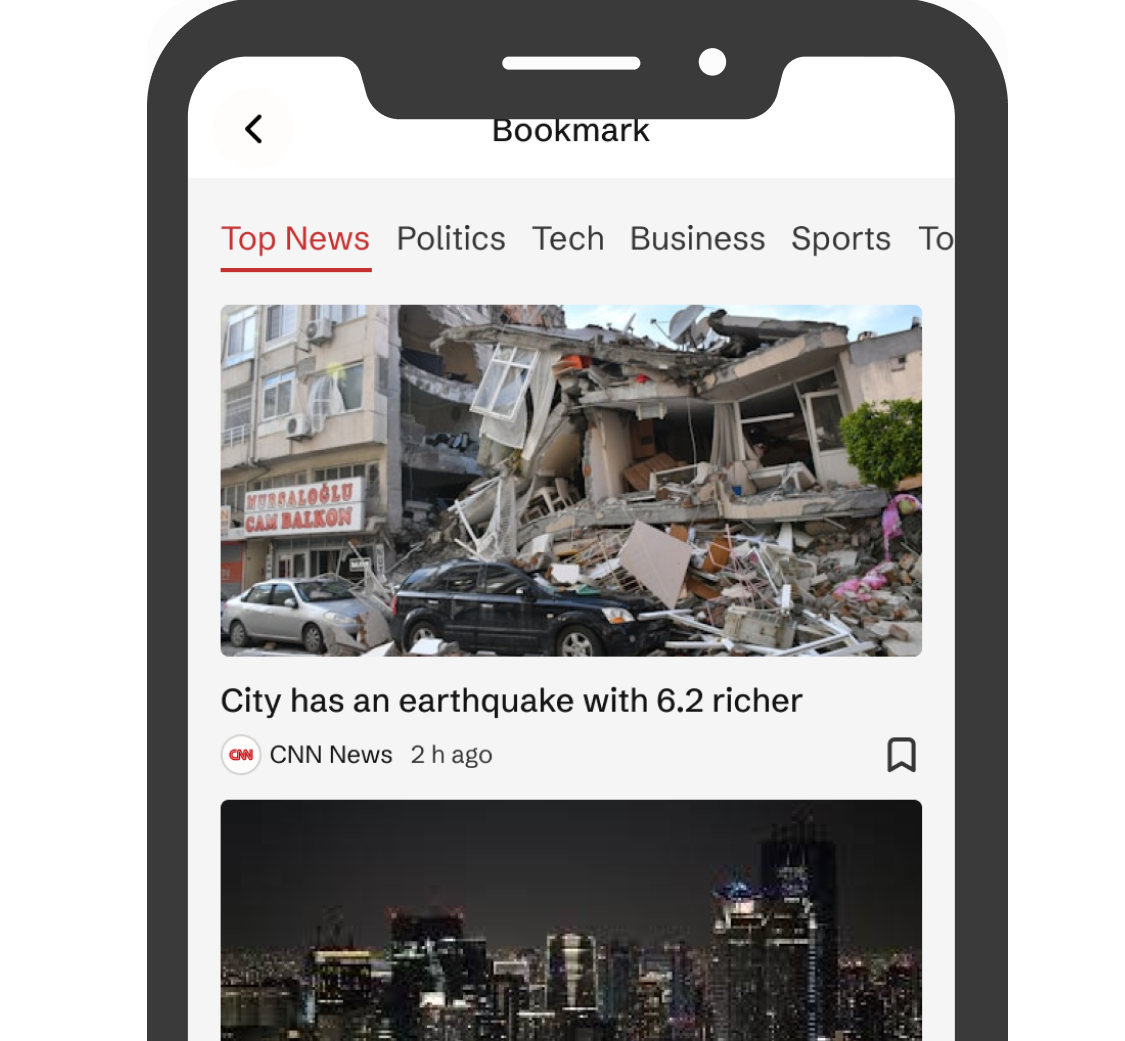 Bookmark
Top News Politics Tech Business Sports To
MURSALOĞLU
CAM BALKON
City has an earthquake with 6.2 richer
CNN CNN News 2 h ago